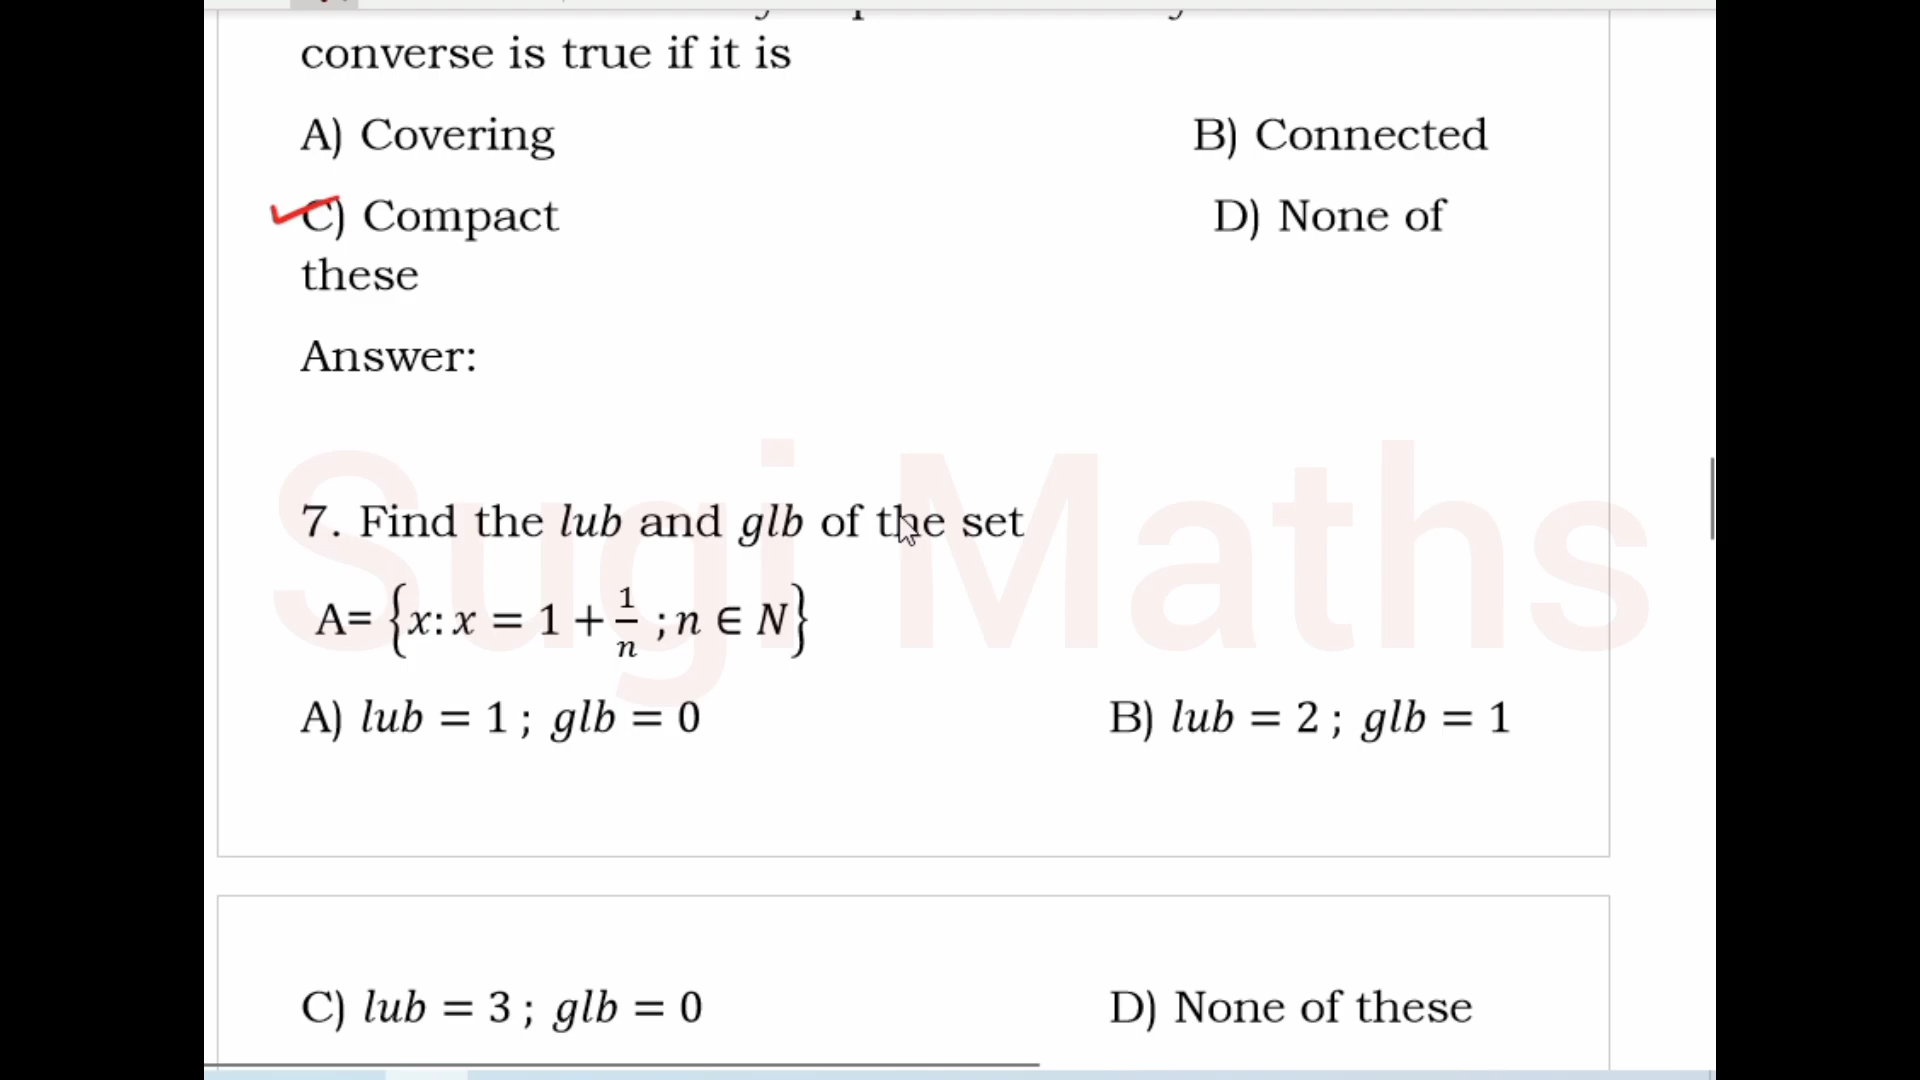 converse is true if it is
A) Covering B) Connected
C) Compact D) None of
these
Answer:
Sugi Maths
7. Find the lub and glb of the set
A= {x: x = 1 + 1/n ; n ∈ N}
A) lub = 1 ; glb = 0 B) lub = 2 ; glb = 1
C) lub = 3 ; glb = 0 D) None of these